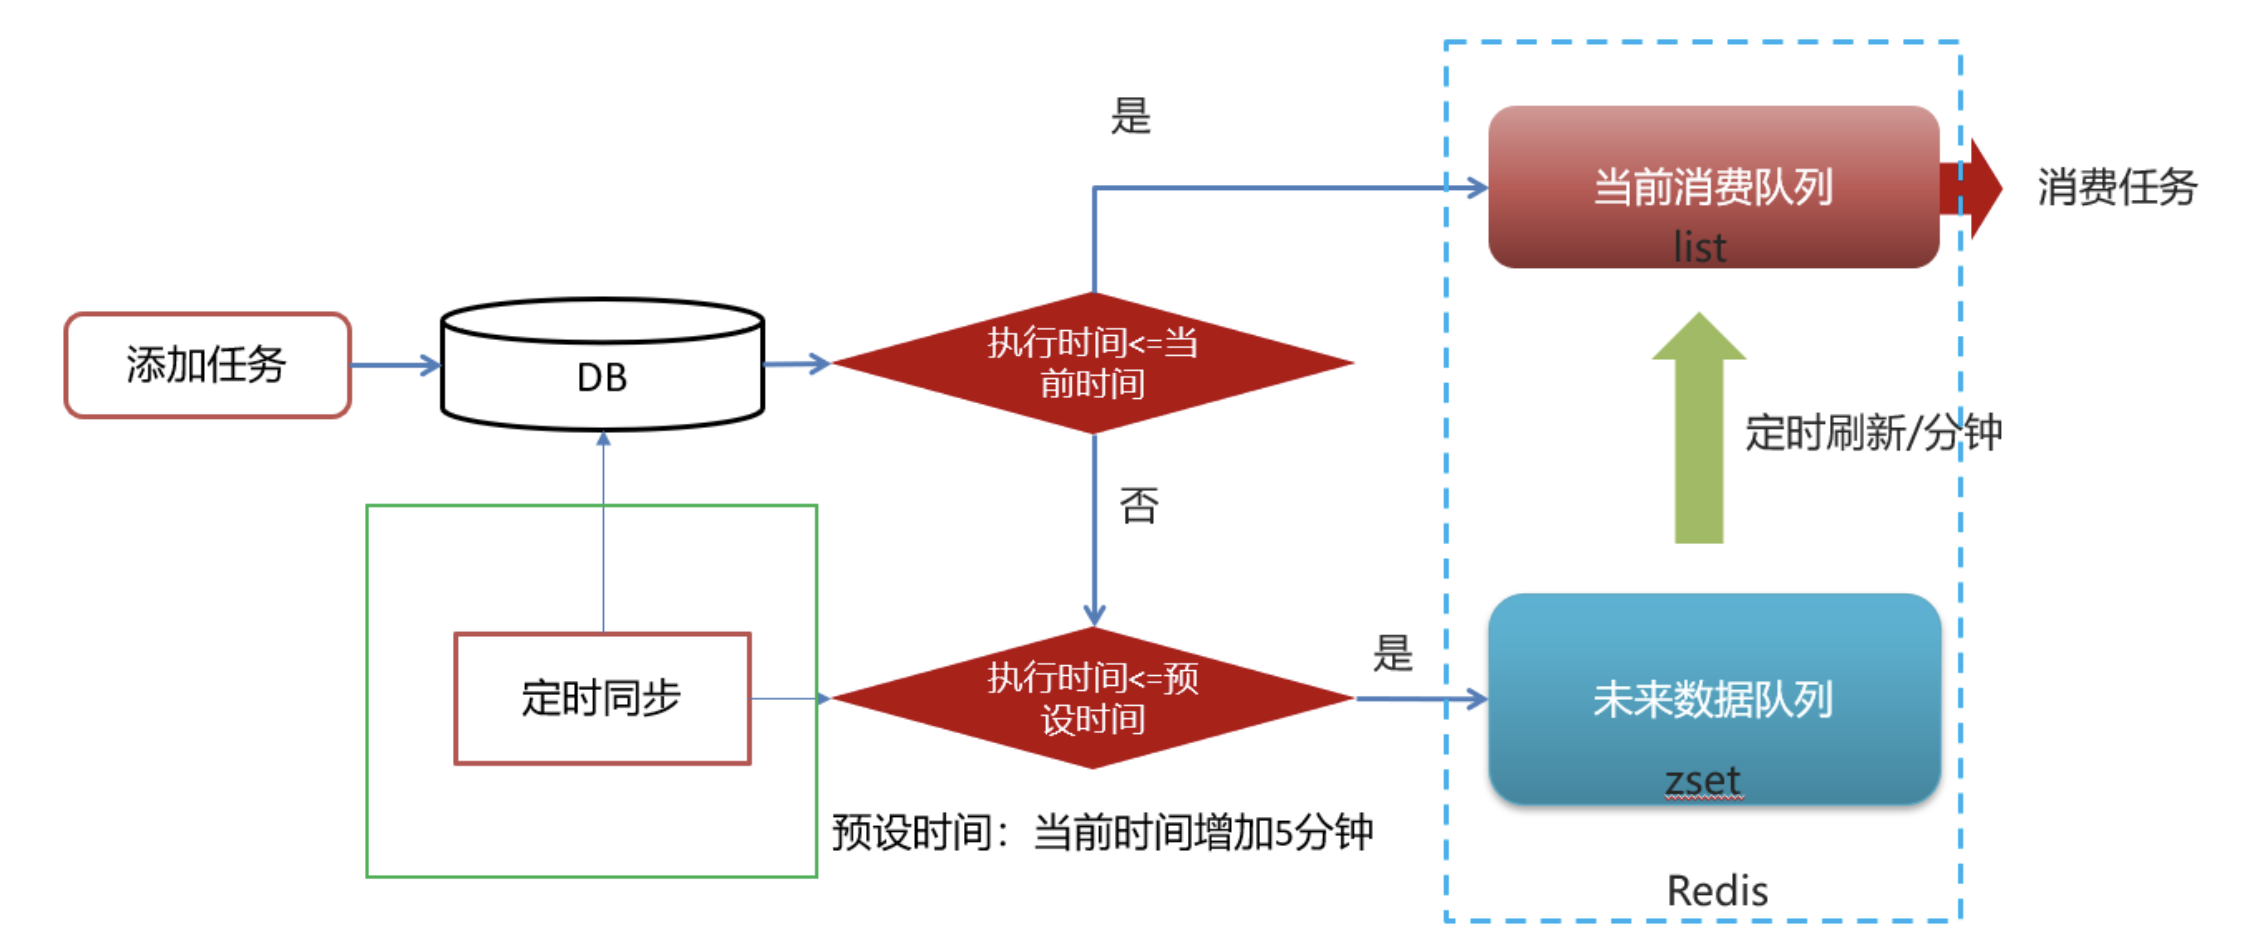 是
当前消费队列
list
消费任务
添加任务
DB
执行时间<=当
前时间
定时刷新/分钟
否
定时同步
执行时间<=预
设时间
是
未来数据队列
zset
预设时间：当前时间增加5分钟
Redis